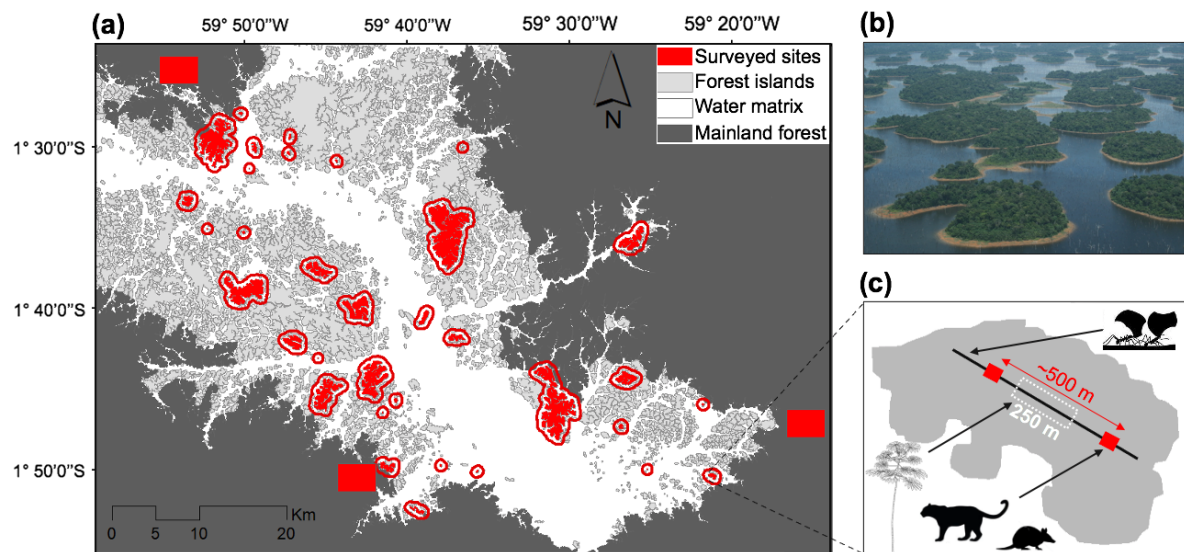 59° 50’0’’W
59° 40’0’’W
59° 30’0’’W
59° 20’0’’W
(a)
Surveyed sites
Forest islands
Water matrix
Mainland forest
N
1° 30’0’’S
1° 40’0’’S
1° 50’0’’S
Km
0 5 10 20
(b)
(c)
~500 m
250 m